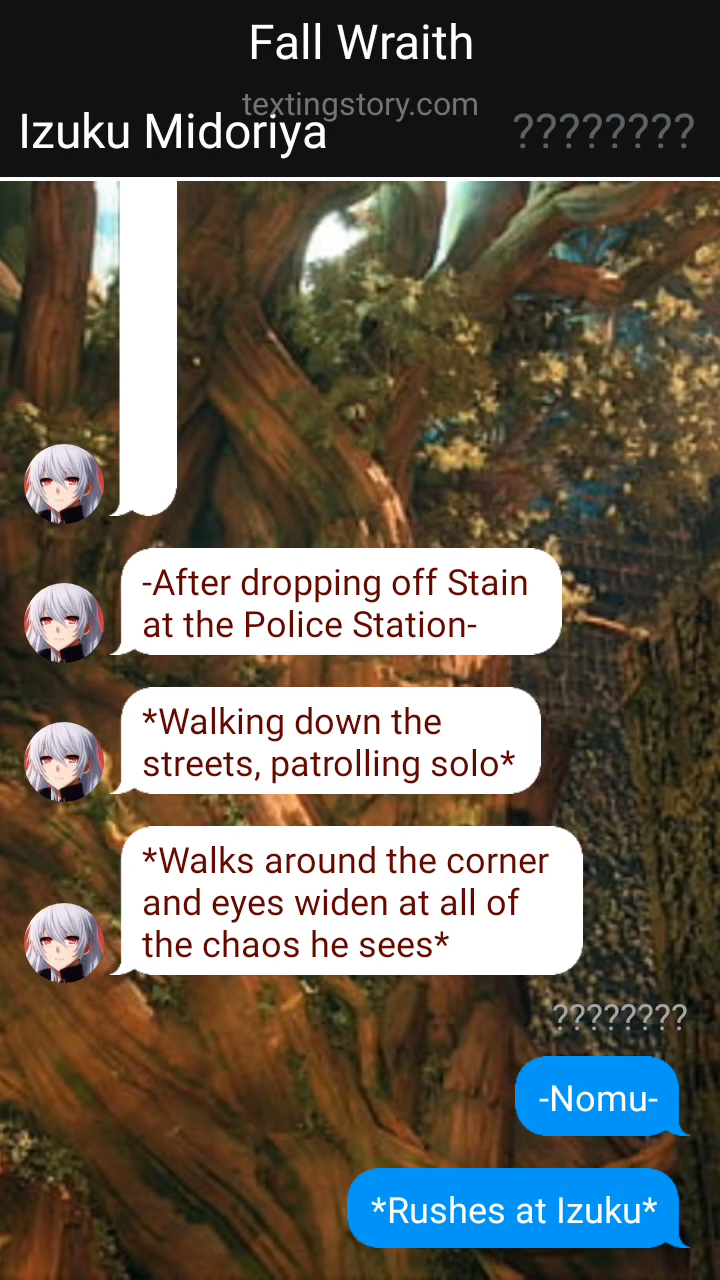 Fall Wraith
textingstory.com
Izuku Midoriya
????????
-After dropping off Stain
at the Police Station-
*Walking down the
streets, patrolling solo*
*Walks around the corner
and eyes widen at all of
the chaos he sees*
????????
-Nomu-
*Rushes at Izuku*